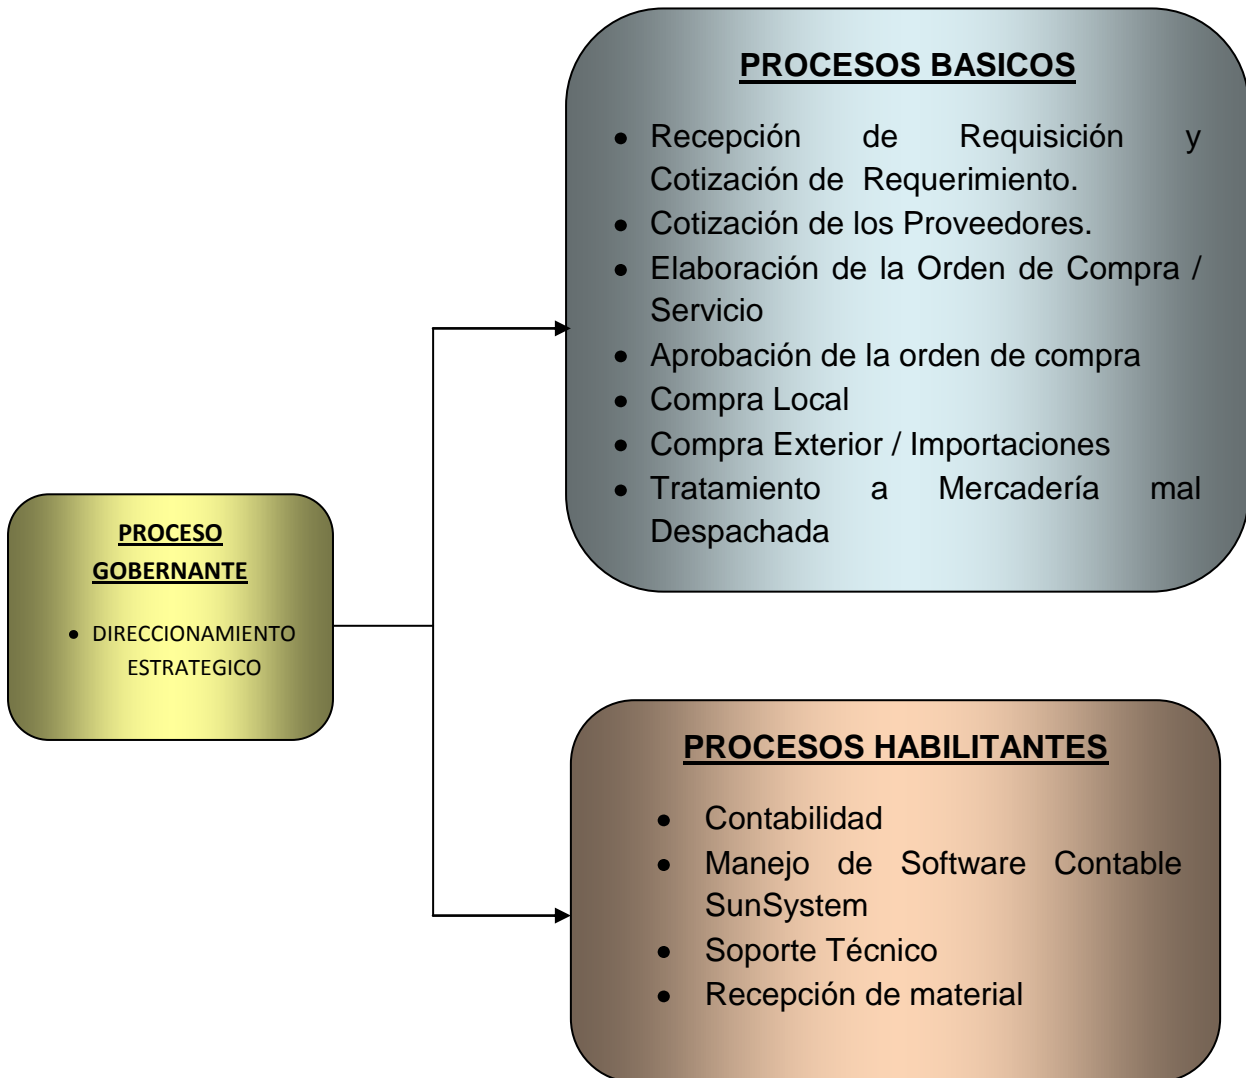 PROCESOS BASICOS
• Recepción de Requisición y
Cotización de Requerimiento.
• Cotización de los Proveedores.
• Elaboración de la Orden de Compra /
Servicio
• Aprobación de la orden de compra
• Compra Local
• Compra Exterior / Importaciones
• Tratamiento a Mercadería mal
Despachada
PROCESO
GOBERNANTE
• DIRECCIONAMIENTO
ESTRATEGICO
PROCESOS HABILITANTES
• Contabilidad
• Manejo de Software Contable
SunSystem
• Soporte Técnico
• Recepción de material